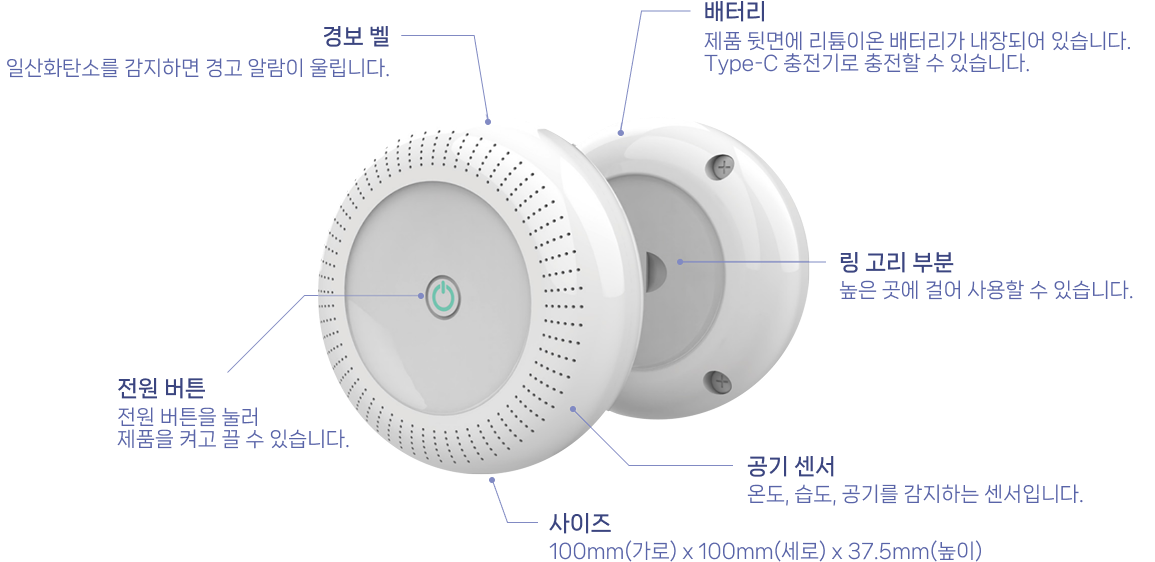 경보 벨
일산화탄소를 감지하면 경고 알람이 울립니다.
배터리
제품 뒷면에 리튬이온 배터리가 내장되어 있습니다.
Type-C 충전기로 충전할 수 있습니다.
링 고리 부분
높은 곳에 걸어 사용할 수 있습니다.
전원 버튼
전원 버튼을 눌러
제품을 켜고 끌 수 있습니다.
공기 센서
온도, 습도, 공기를 감지하는 센서입니다.
사이즈
100mm(가로) x 100mm(세로) x 37.5mm(높이)